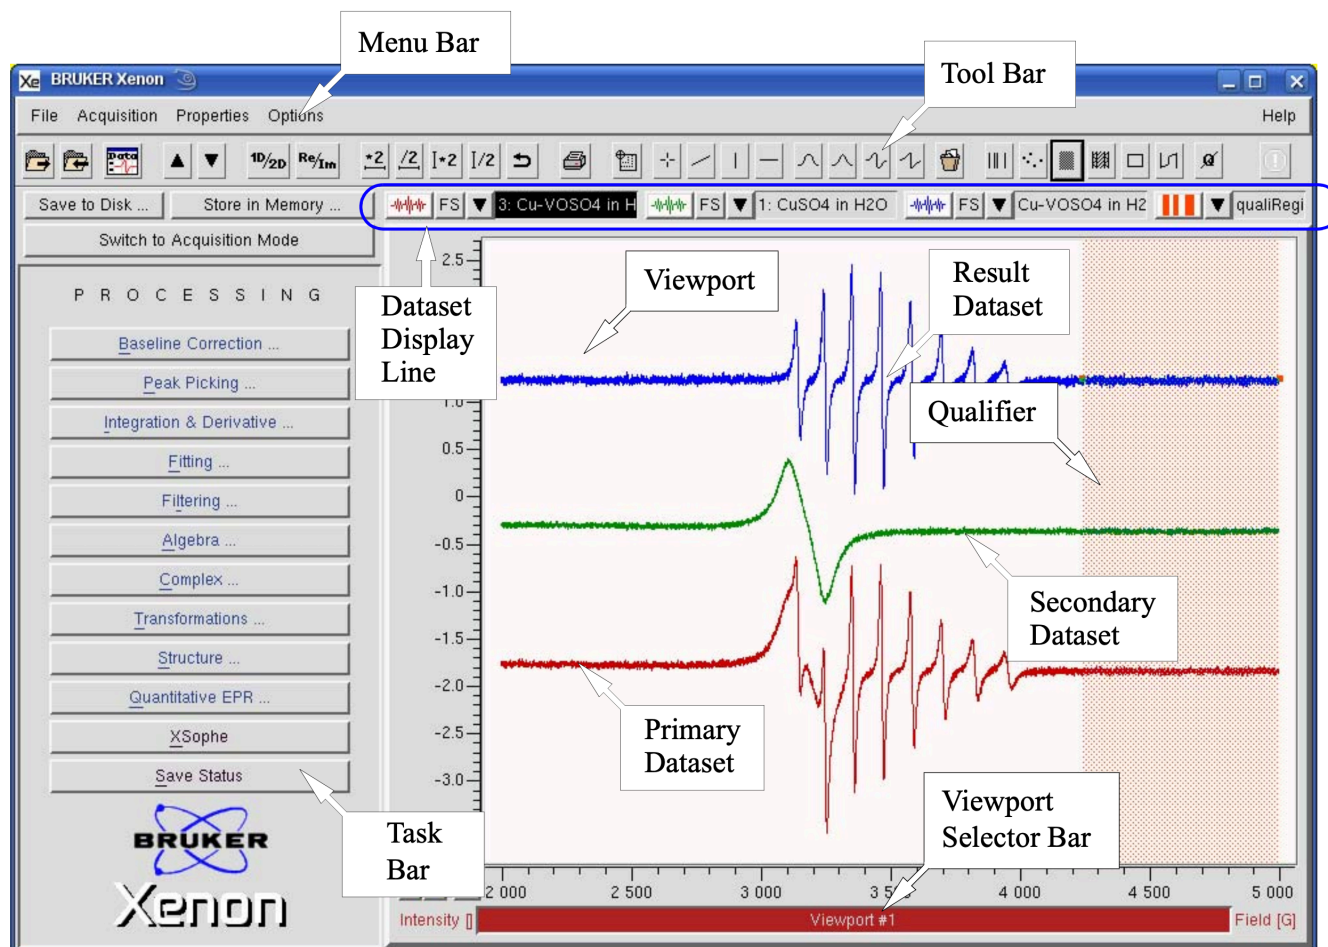 Menu Bar
Tool Bar
Xe BRUKER Xenon
File Acquisition Properties Options Help
Data 1D/2D Re/Im *2 /2 I*2 I/2
Save to Disk ... Store in Memory ... FS 3: Cu-VOSO4 in H FS 1: CuSO4 in H2O FS Cu-VOSO4 in H2 qualiRegi
Switch to Acquisition Mode
PROCESSING
Baseline Correction ...
Peak Picking ...
Integration & Derivative ...
Fitting ...
Filtering ...
Algebra ...
Complex ...
Transformations ...
Structure ...
Quantitative EPR ...
XSophe
Save Status
BRUKER
Xenon
Task
Bar
Dataset
Display
Line
Viewport
Result
Dataset
Qualifier
Secondary
Dataset
Primary
Dataset
Viewport
Selector Bar
2.5
1.0
0.5
0
-0.5
-1.0
-1.5
-2.0
-2.5
-3.0
2 000 2 500 3 000 4 000 4 500 5 000
Intensity [] Viewport #1 Field [G]